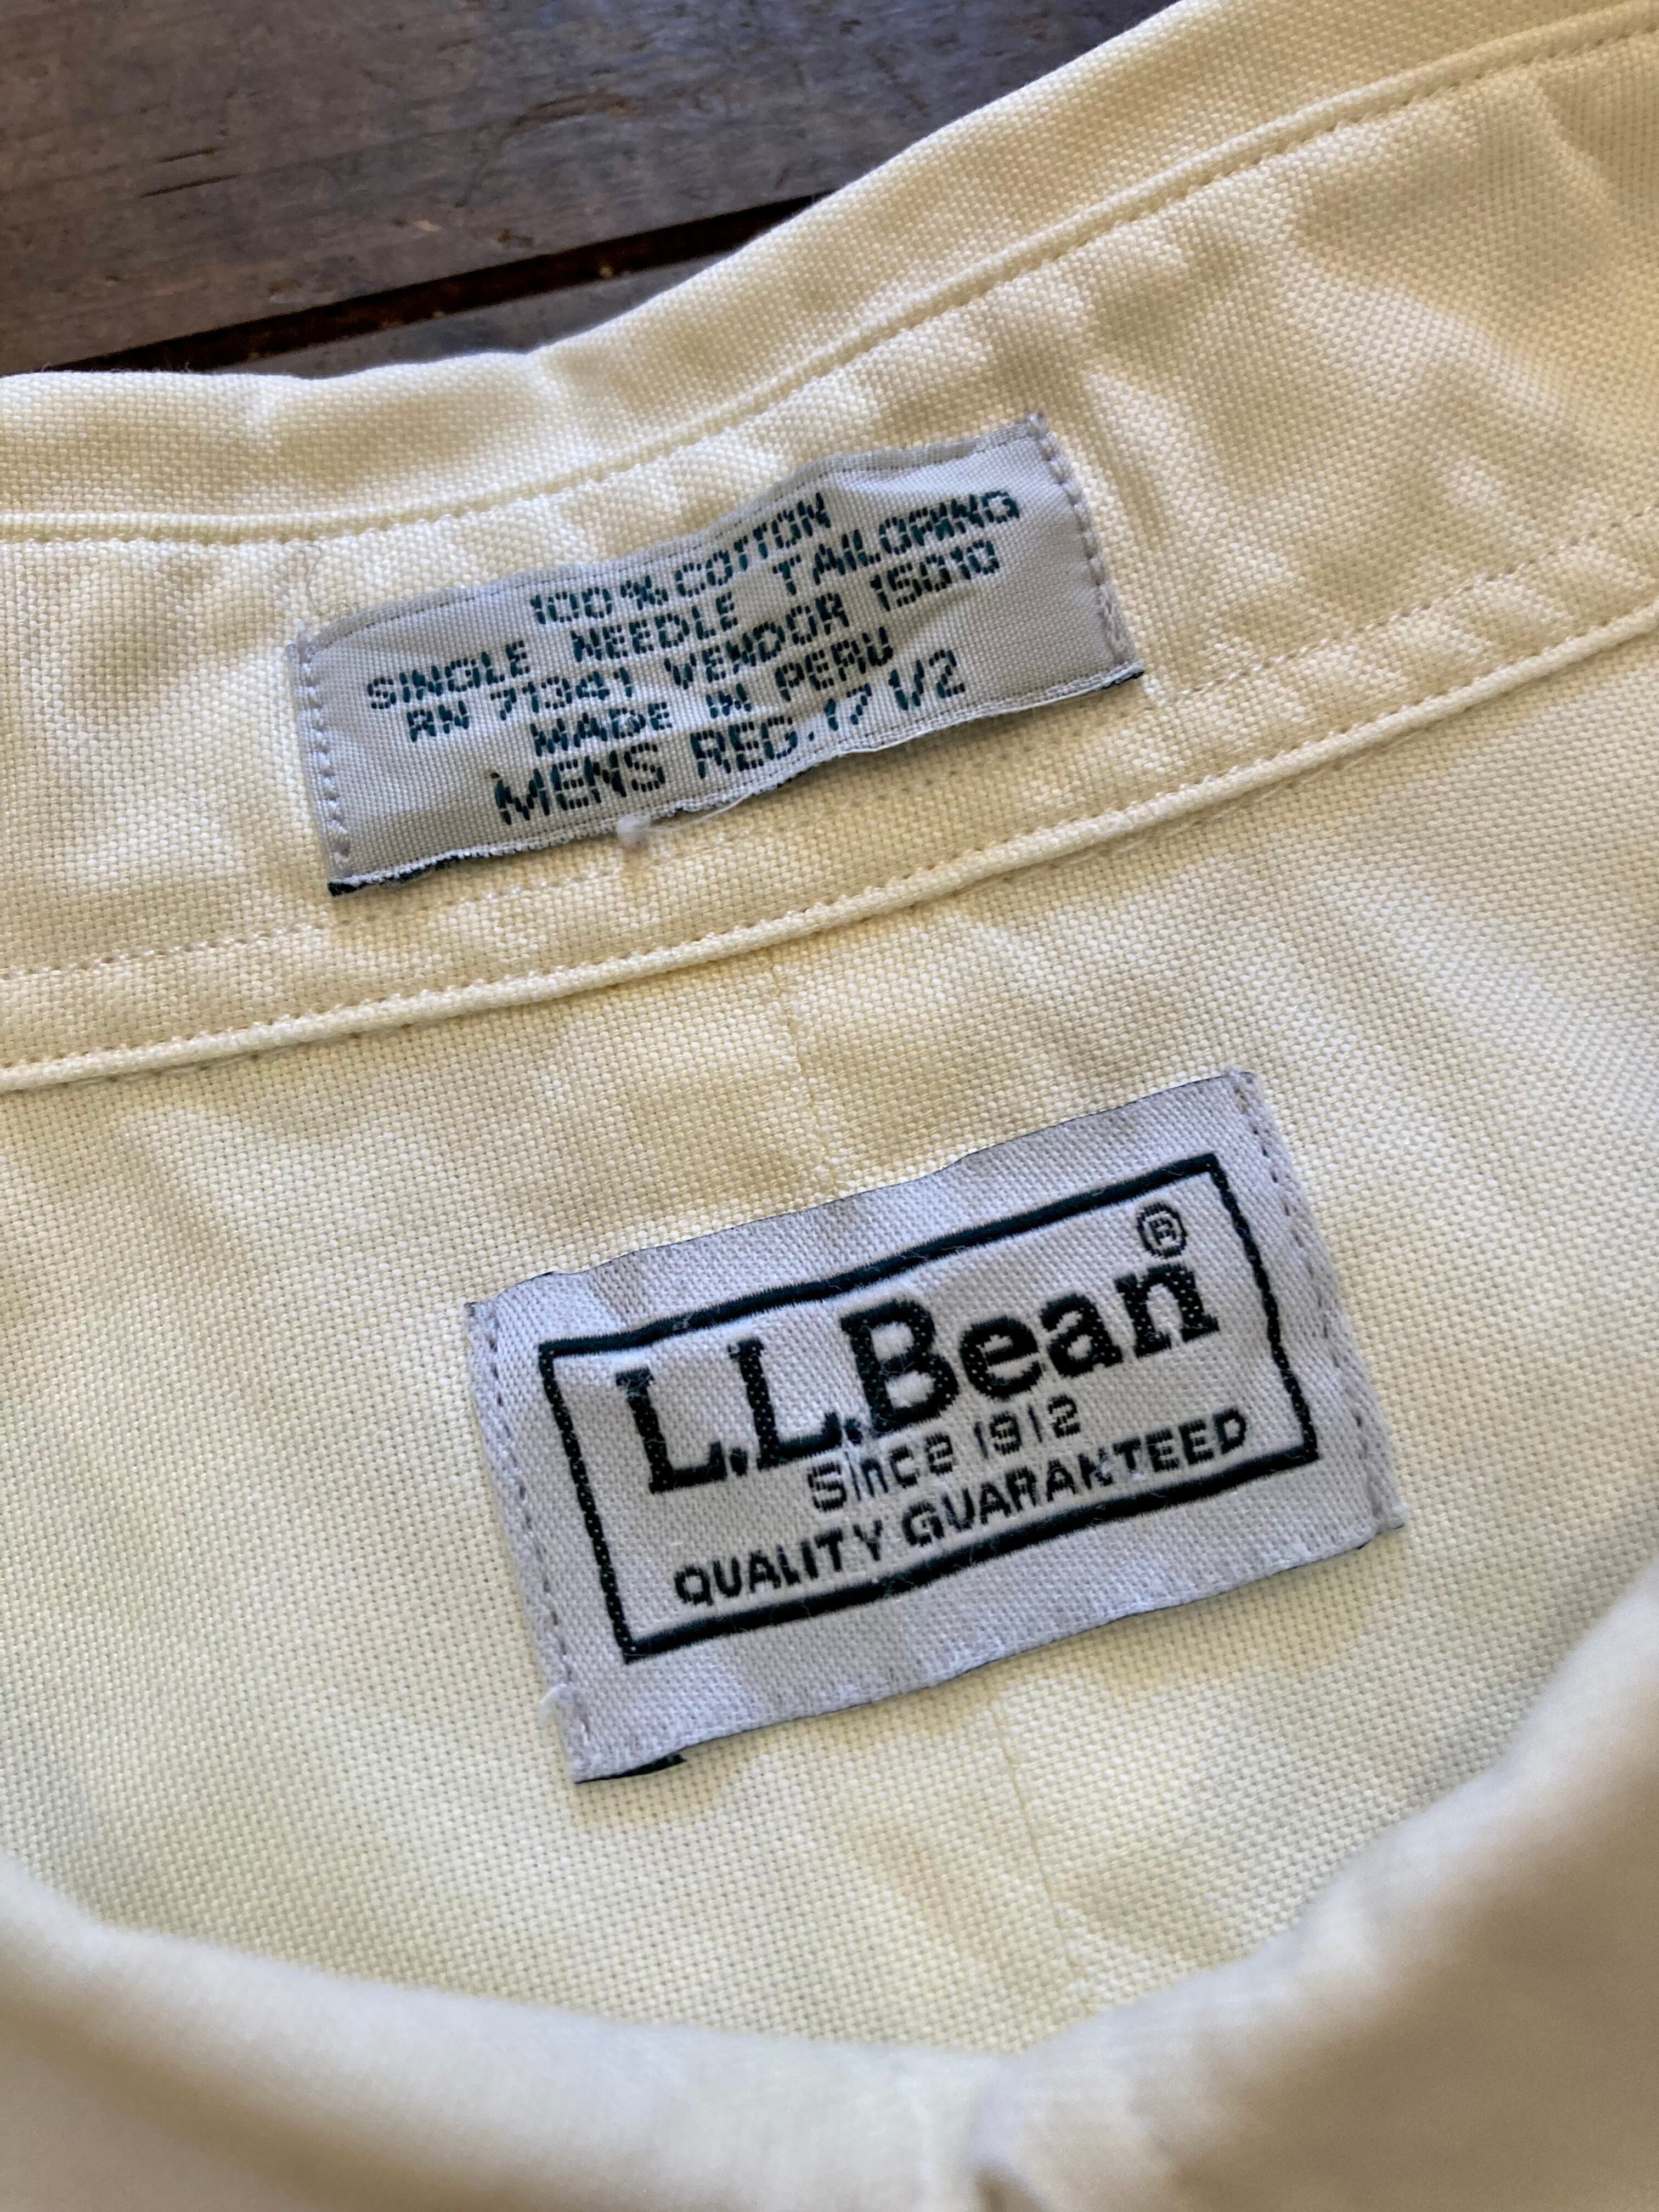 100% COTTON
SINGLE NEEDLE TAILORING
RN 71341 VENDOR 15010
MADE IN PERU
MENS REG. 17 1/2
L.L.Bean®
Since 1912
QUALITY GUARANTEED